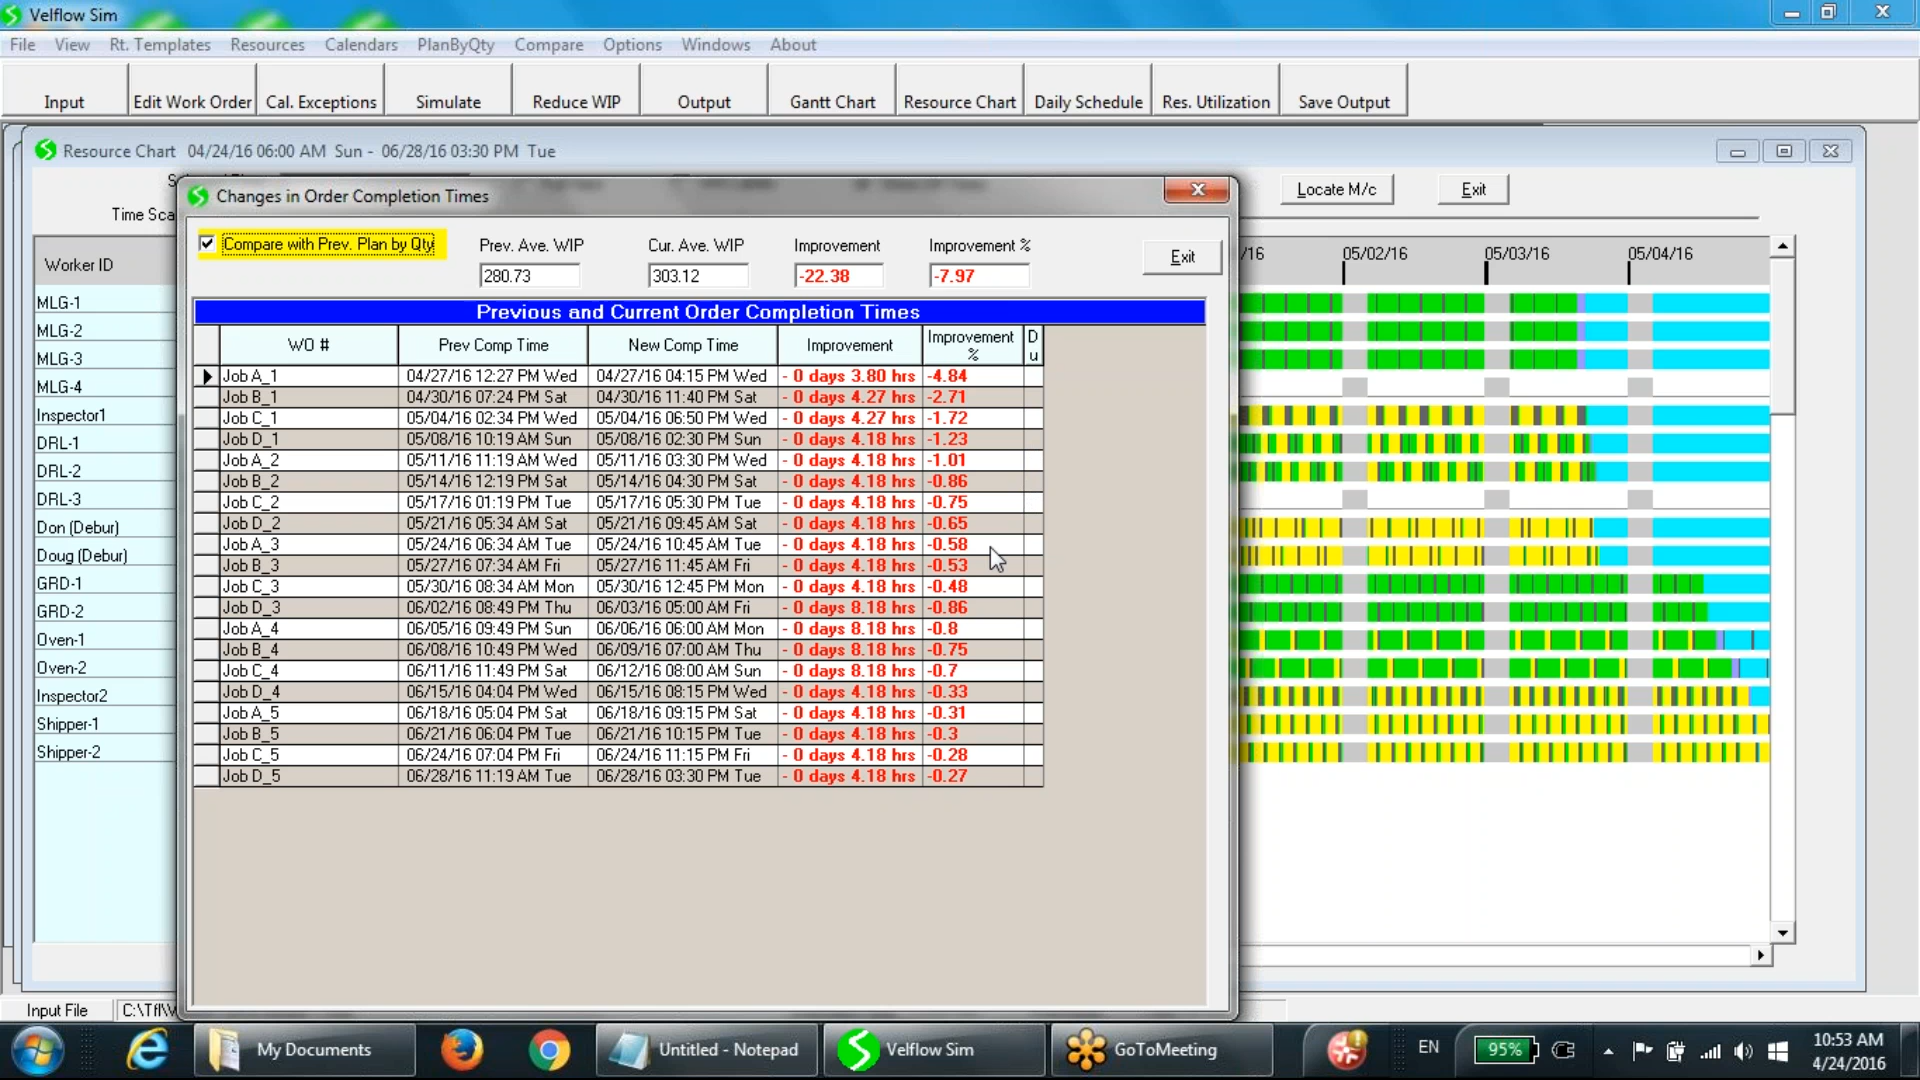 Velflow Sim
File View Rt. Templates Resources Calendars PlanByQty Compare Options Windows About
Input Edit Work Order Cal. Exceptions Simulate Reduce WIP Output Gantt Chart Resource Chart Daily Schedule Res. Utilization Save Output
Resource Chart 04/24/16 06:00 AM Sun - 06/28/16 03:30 PM Tue
Locate M/c Exit
Time Sca
Changes in Order Completion Times
Compare with Prev. Plan by Qty Prev. Ave. WIP Cur. Ave. WIP Improvement Improvement % Exit
280.73 303.12 -22.38 -7.97
Previous and Current Order Completion Times
WO # Prev Comp Time New Comp Time Improvement Improvement % Du
Job A_1 04/27/16 12:27 PM Wed 04/27/16 04:15 PM Wed - 0 days 3.80 hrs -4.84
Job B_1 04/30/16 07:24 PM Sat 04/30/16 11:40 PM Sat - 0 days 4.27 hrs -2.71
Job C_1 05/04/16 02:34 PM Wed 05/04/16 06:50 PM Wed - 0 days 4.27 hrs -1.72
Job D_1 05/08/16 10:19 AM Sun 05/08/16 02:30 PM Sun - 0 days 4.18 hrs -1.23
Job A_2 05/11/16 11:19 AM Wed 05/11/16 03:30 PM Wed - 0 days 4.18 hrs -1.01
Job B_2 05/14/16 12:19 PM Sat 05/14/16 04:30 PM Sat - 0 days 4.18 hrs -0.86
Job C_2 05/17/16 01:19 PM Tue 05/17/16 05:30 PM Tue - 0 days 4.18 hrs -0.75
Job D_2 05/21/16 05:34 AM Sat 05/21/16 09:45 AM Sat - 0 days 4.18 hrs -0.65
Job A_3 05/24/16 06:34 AM Tue 05/24/16 10:45 AM Tue - 0 days 4.18 hrs -0.58
Job B_3 05/27/16 07:34 AM Fri 05/27/16 11:45 AM Fri - 0 days 4.18 hrs -0.53
Job C_3 05/30/16 08:34 AM Mon 05/30/16 12:45 PM Mon - 0 days 4.18 hrs -0.48
Job D_3 06/02/16 08:49 PM Thu 06/03/16 05:00 AM Fri - 0 days 8.18 hrs -0.86
Job A_4 06/05/16 09:49 PM Sun 06/06/16 06:00 AM Mon - 0 days 8.18 hrs -0.8
Job B_4 06/08/16 10:49 PM Wed 06/09/16 07:00 AM Thu - 0 days 8.18 hrs -0.75
Job C_4 06/11/16 11:49 PM Sat 06/12/16 08:00 AM Sun - 0 days 8.18 hrs -0.7
Job D_4 06/15/16 04:04 PM Wed 06/15/16 08:15 PM Wed - 0 days 4.18 hrs -0.33
Job A_5 06/18/16 05:04 PM Sat 06/18/16 09:15 PM Sat - 0 days 4.18 hrs -0.31
Job B_5 06/21/16 06:04 PM Tue 06/21/16 10:15 PM Tue - 0 days 4.18 hrs -0.3
Job C_5 06/24/16 07:04 PM Fri 06/24/16 11:15 PM Fri - 0 days 4.18 hrs -0.28
Job D_5 06/28/16 11:19 AM Tue 06/28/16 03:30 PM Tue - 0 days 4.18 hrs -0.27
/16 05/02/16 05/03/16 05/04/16
Worker ID
MLG-1
MLG-2
MLG-3
MLG-4
Inspector1
DRL-1
DRL-2
DRL-3
Don (Debur)
Doug (Debur)
GRD-1
GRD-2
Oven-1
Oven-2
Inspector2
Shipper-1
Shipper-2
Input File C:\Tfl\V
My Documents Untitled - Notepad Velflow Sim GoToMeeting EN 95% 10:53 AM
4/24/2016